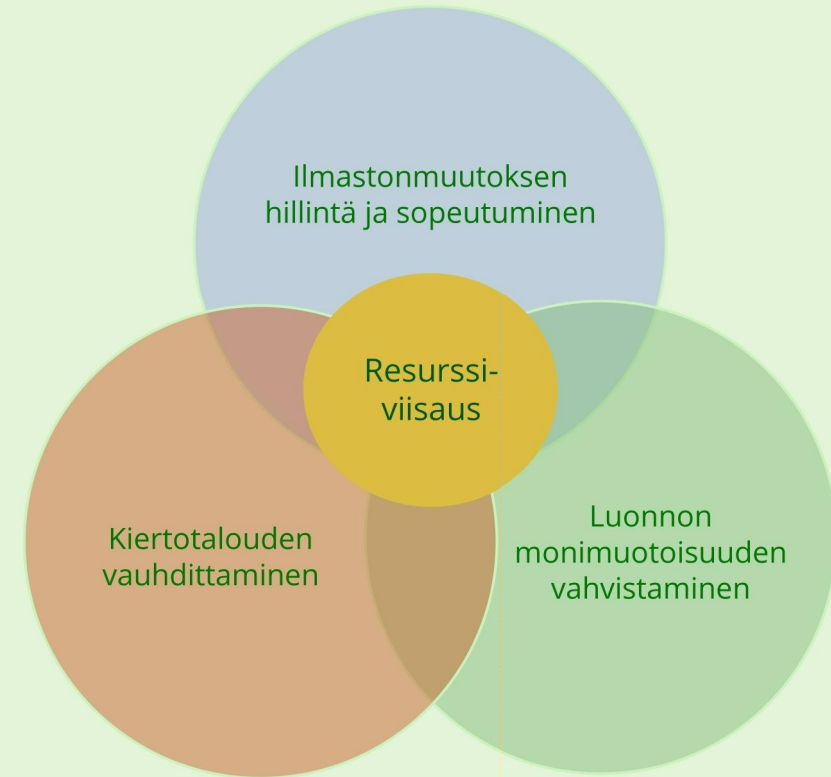 Ilmastonmuutoksen
hillintä ja sopeutuminen
Resurssi-
viisaus
Kiertotalouden
vauhdittaminen
Luonnon
monimuotoisuuden
vahvistaminen